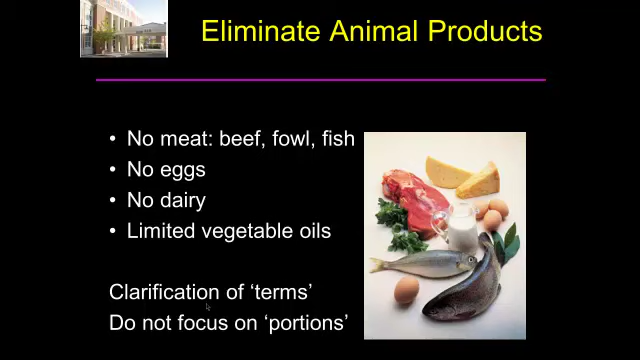 Eliminate Animal Products
• No meat: beef, fowl, fish
• No eggs
• No dairy
• Limited vegetable oils
Clarification of ‘terms’
Do not focus on ‘portions’